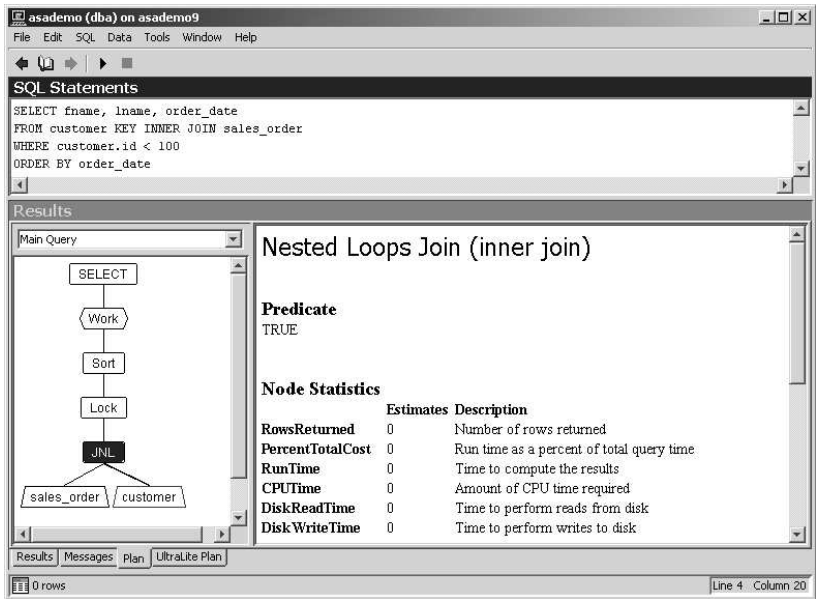 asademo (dba) on asademo9
File Edit SQL Data Tools Window Help
SQL Statements
SELECT fname, lname, order_date
FROM customer KEY INNER JOIN sales_order
WHERE customer.id < 100
ORDER BY order_date
Results
Main Query
SELECT
Work
Sort
Lock
JNL
sales_order customer
Nested Loops Join (inner join)
Predicate
TRUE
Node Statistics
Estimates Description
RowsReturned 0 Number of rows returned
PercentTotalCost 0 Run time as a percent of total query time
RunTime 0 Time to compute the results
CPUTime 0 Amount of CPU time required
DiskReadTime 0 Time to perform reads from disk
DiskWriteTime 0 Time to perform writes to disk
Results Messages Plan UltraLite Plan
0 rows Line 4 Column 20